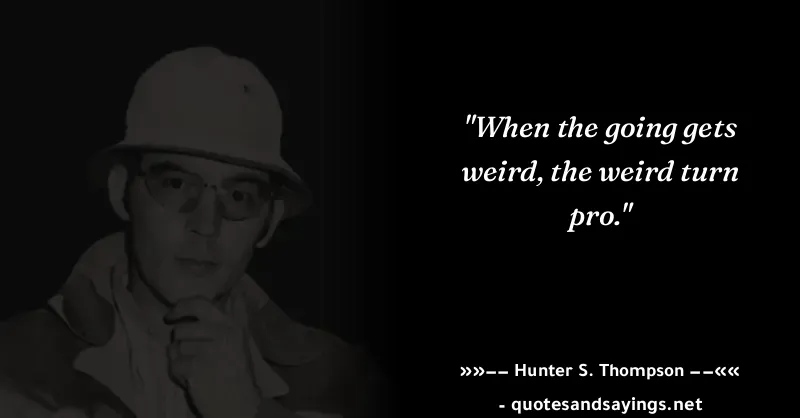 "When the going gets
weird, the weird turn
pro."
»»−− Hunter S. Thompson −−««
- quotesandsayings.net